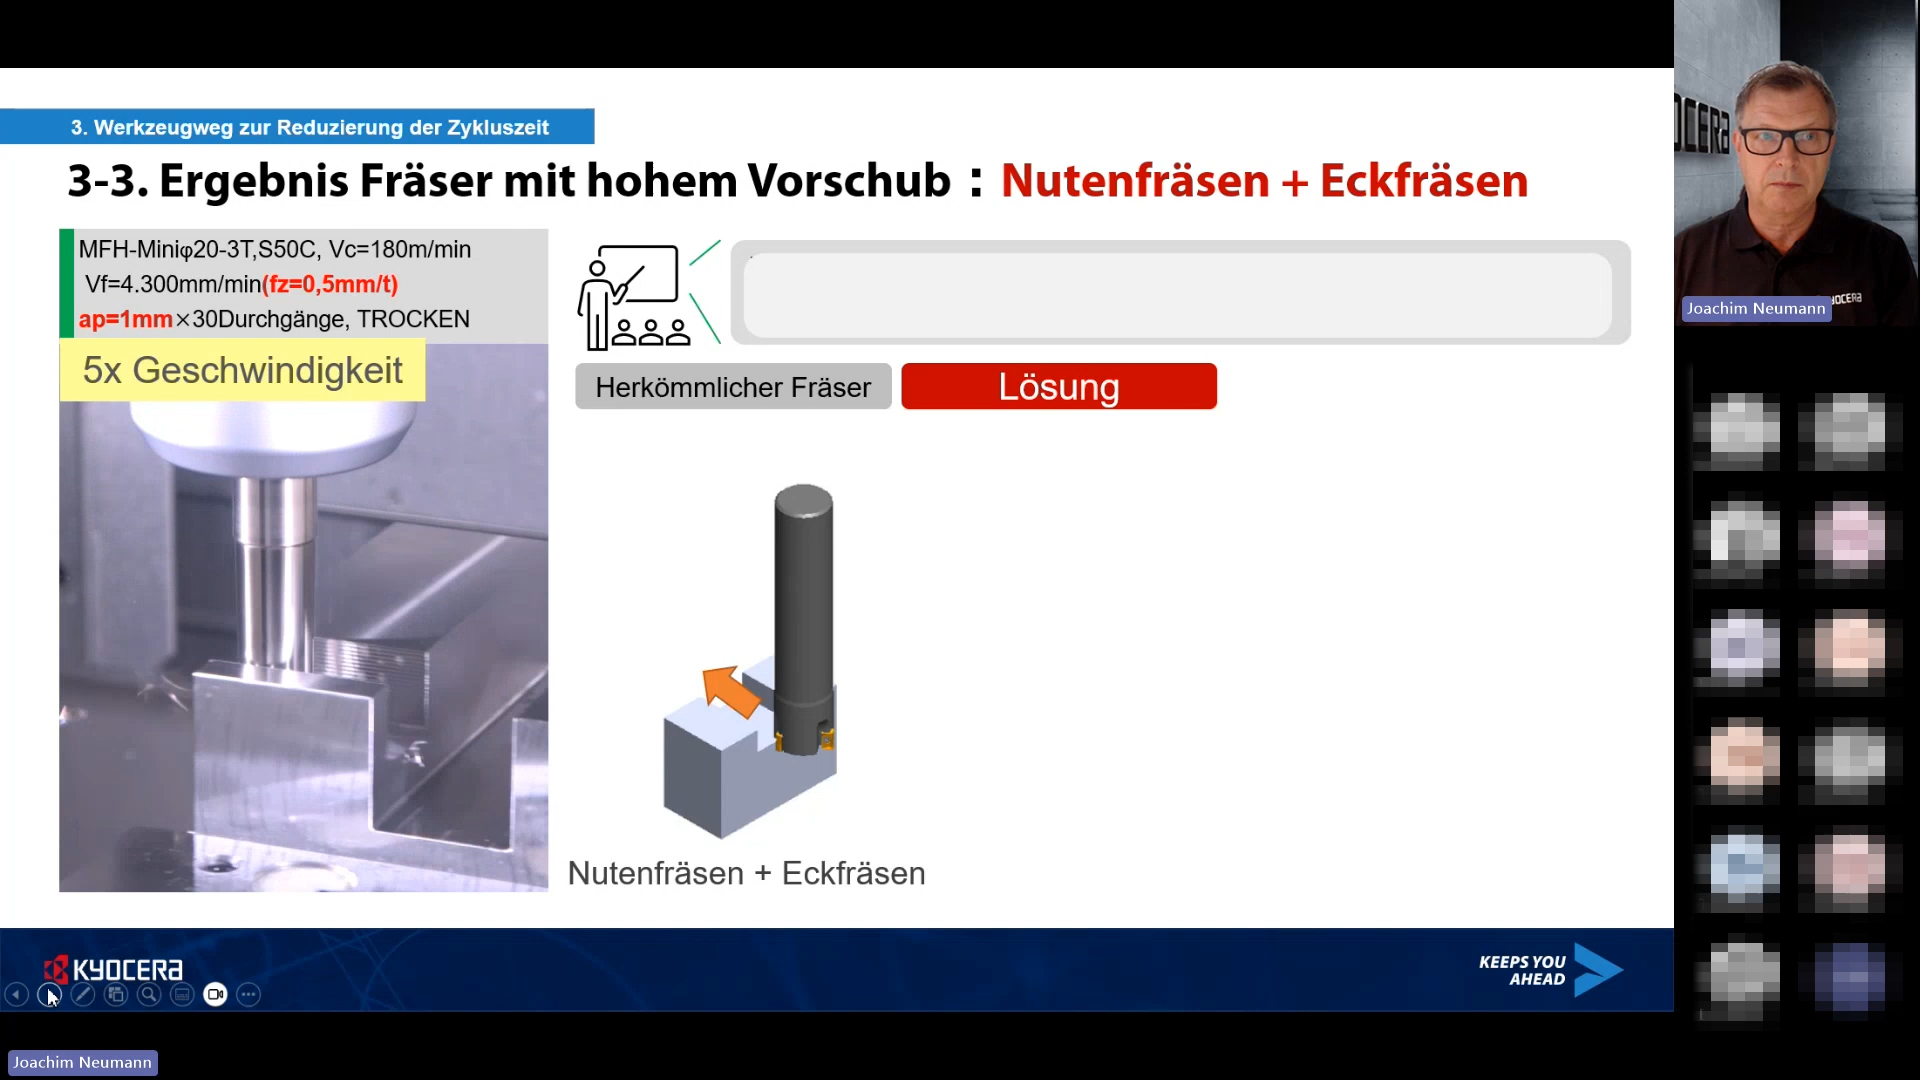 3. Werkzeugweg zur Reduzierung der Zykluszeit
3-3. Ergebnis Fräser mit hohem Vorschub : Nutenfräsen + Eckfräsen
MFH-Miniφ20-3T,S50C, Vc=180m/min
Vf=4.300mm/min(fz=0,5mm/t)
ap=1mm×30Durchgänge, TROCKEN
5x Geschwindigkeit
Herkömmlicher Fräser
Lösung
Nutenfräsen + Eckfräsen
KYOCERA
KEEPS YOU
AHEAD
OCERA
YOCERA
Joachim Neumann
Joachim Neumann